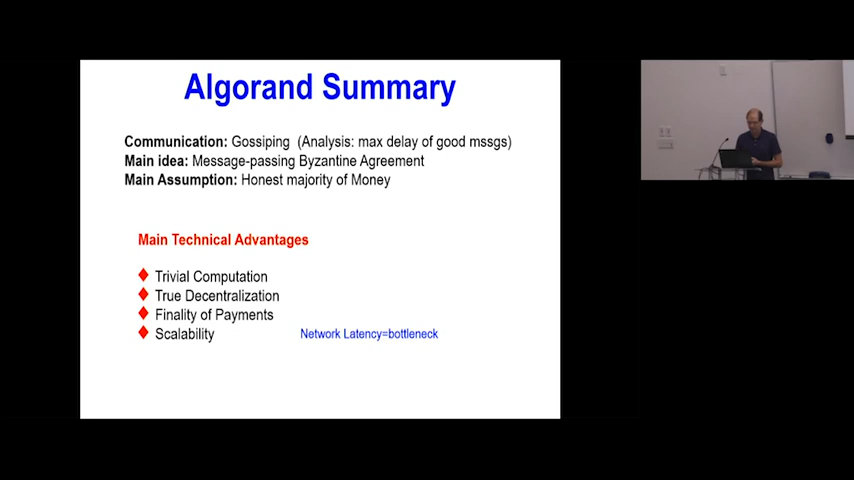 Algorand Summary
Communication: Gossiping (Analysis: max delay of good mssgs)
Main idea: Message-passing Byzantine Agreement
Main Assumption: Honest majority of Money
Main Technical Advantages
Trivial Computation
True Decentralization
Finality of Payments
Scalability
Network Latency=bottleneck